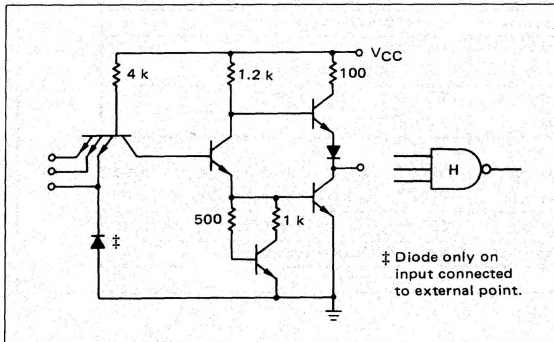 VCC
4 k
1.2 k
100
H
500
1 k
‡
‡ Diode only on
input connected
to external point.